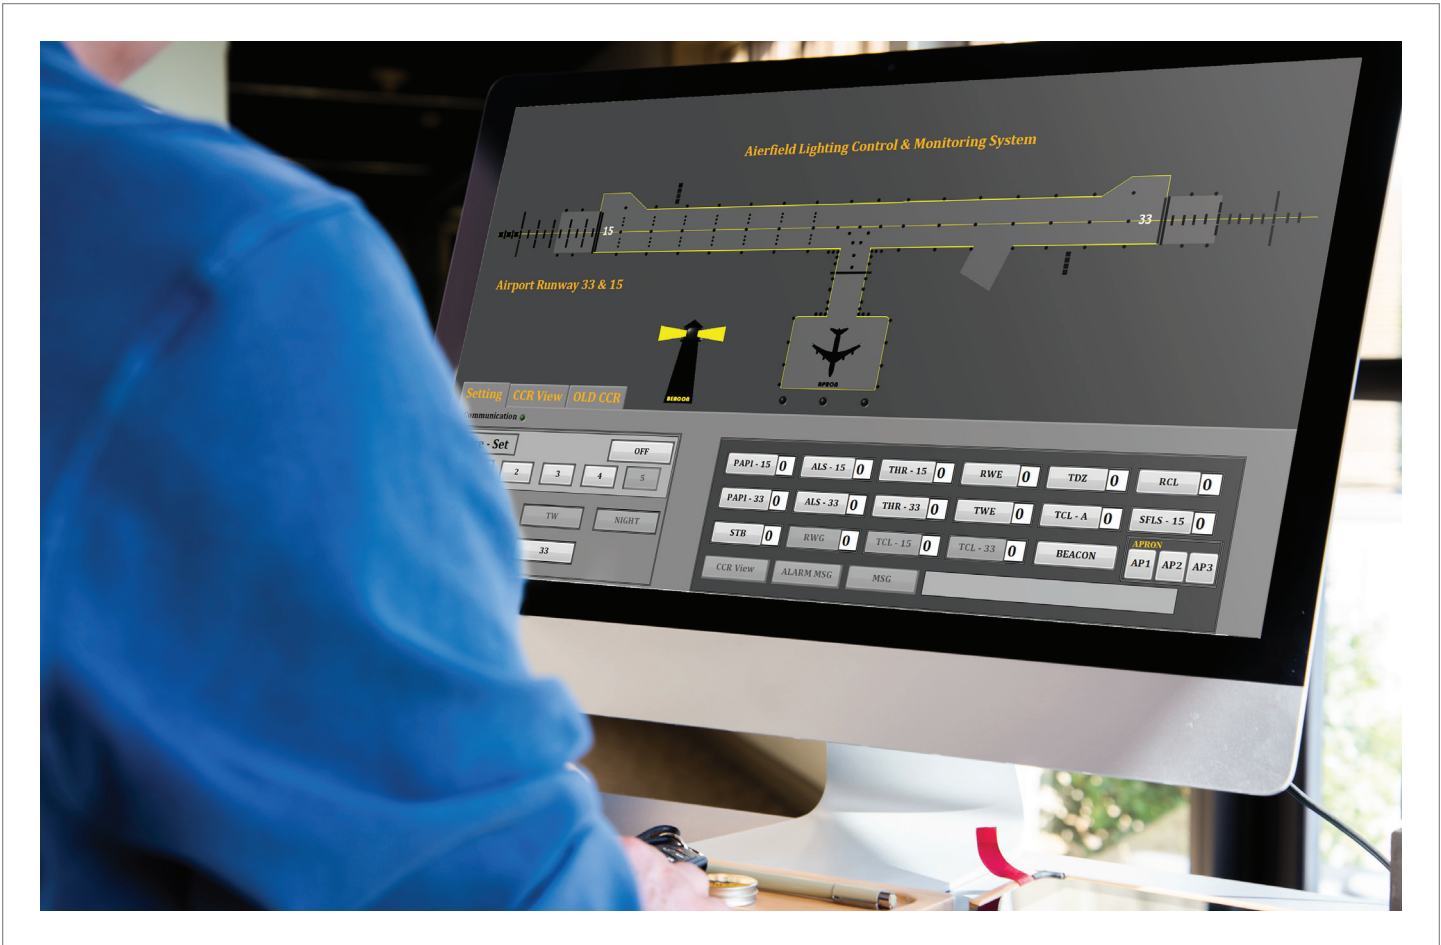 Aierfield Lighting Control & Monitoring System
15
33
Airport Runway 33 & 15
APRON
BEACON
Setting CCR View OLD CCR
- Set OFF
2 3 4 5
TW NIGHT
33
PAPI - 15 0 ALS - 15 0 THR - 15 0 RWE 0 TDZ 0 RCL 0
PAPI - 33 0 ALS - 33 0 THR - 33 0 TWE 0 TCL - A 0 SFLS - 15 0
STB 0 RWG 0 TCL - 15 0 TCL - 33 0 BEACON
APRON
AP1 AP2 AP3
CCR View ALARM MSG MSG